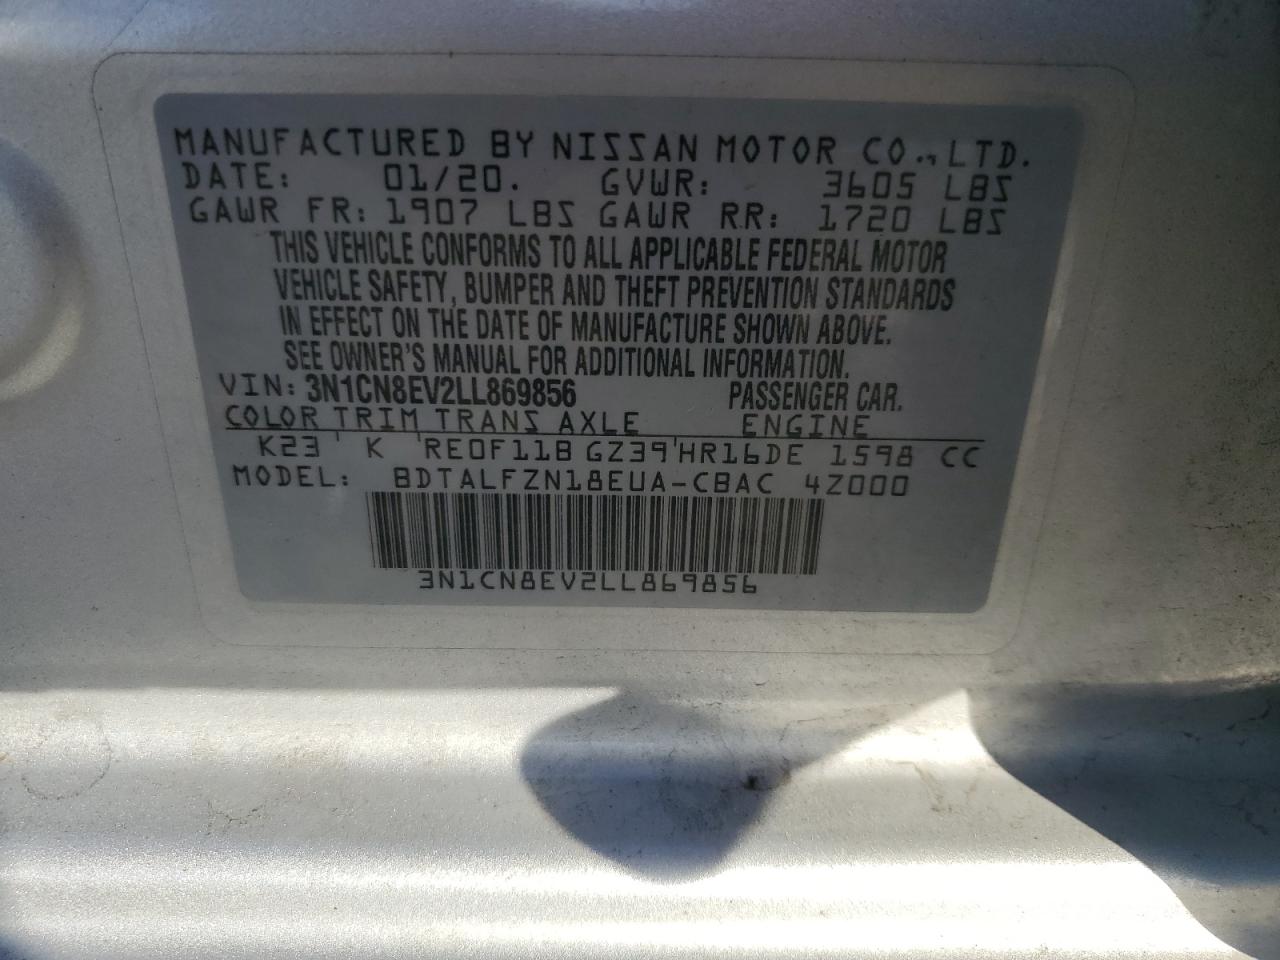 MANUFACTURED BY NISSAN MOTOR CO., LTD.
DATE: 01/20. GVWR: 3605 LBS
GAWR FR: 1907 LBS GAWR RR: 1720 LBS
THIS VEHICLE CONFORMS TO ALL APPLICABLE FEDERAL MOTOR
VEHICLE SAFETY, BUMPER AND THEFT PREVENTION STANDARDS
IN EFFECT ON THE DATE OF MANUFACTURE SHOWN ABOVE.
SEE OWNER'S MANUAL FOR ADDITIONAL INFORMATION.
VIN: 3N1CN8EV2LL869856 PASSENGER CAR.
COLOR TRIM TRANS AXLE ENGINE
K23 ' K 'RE0F11B GZ39'HR16DE 1598 CC
MODEL: BDTALFZN18EUA-CBAC 4Z000
3N1CN8EV2LL869856